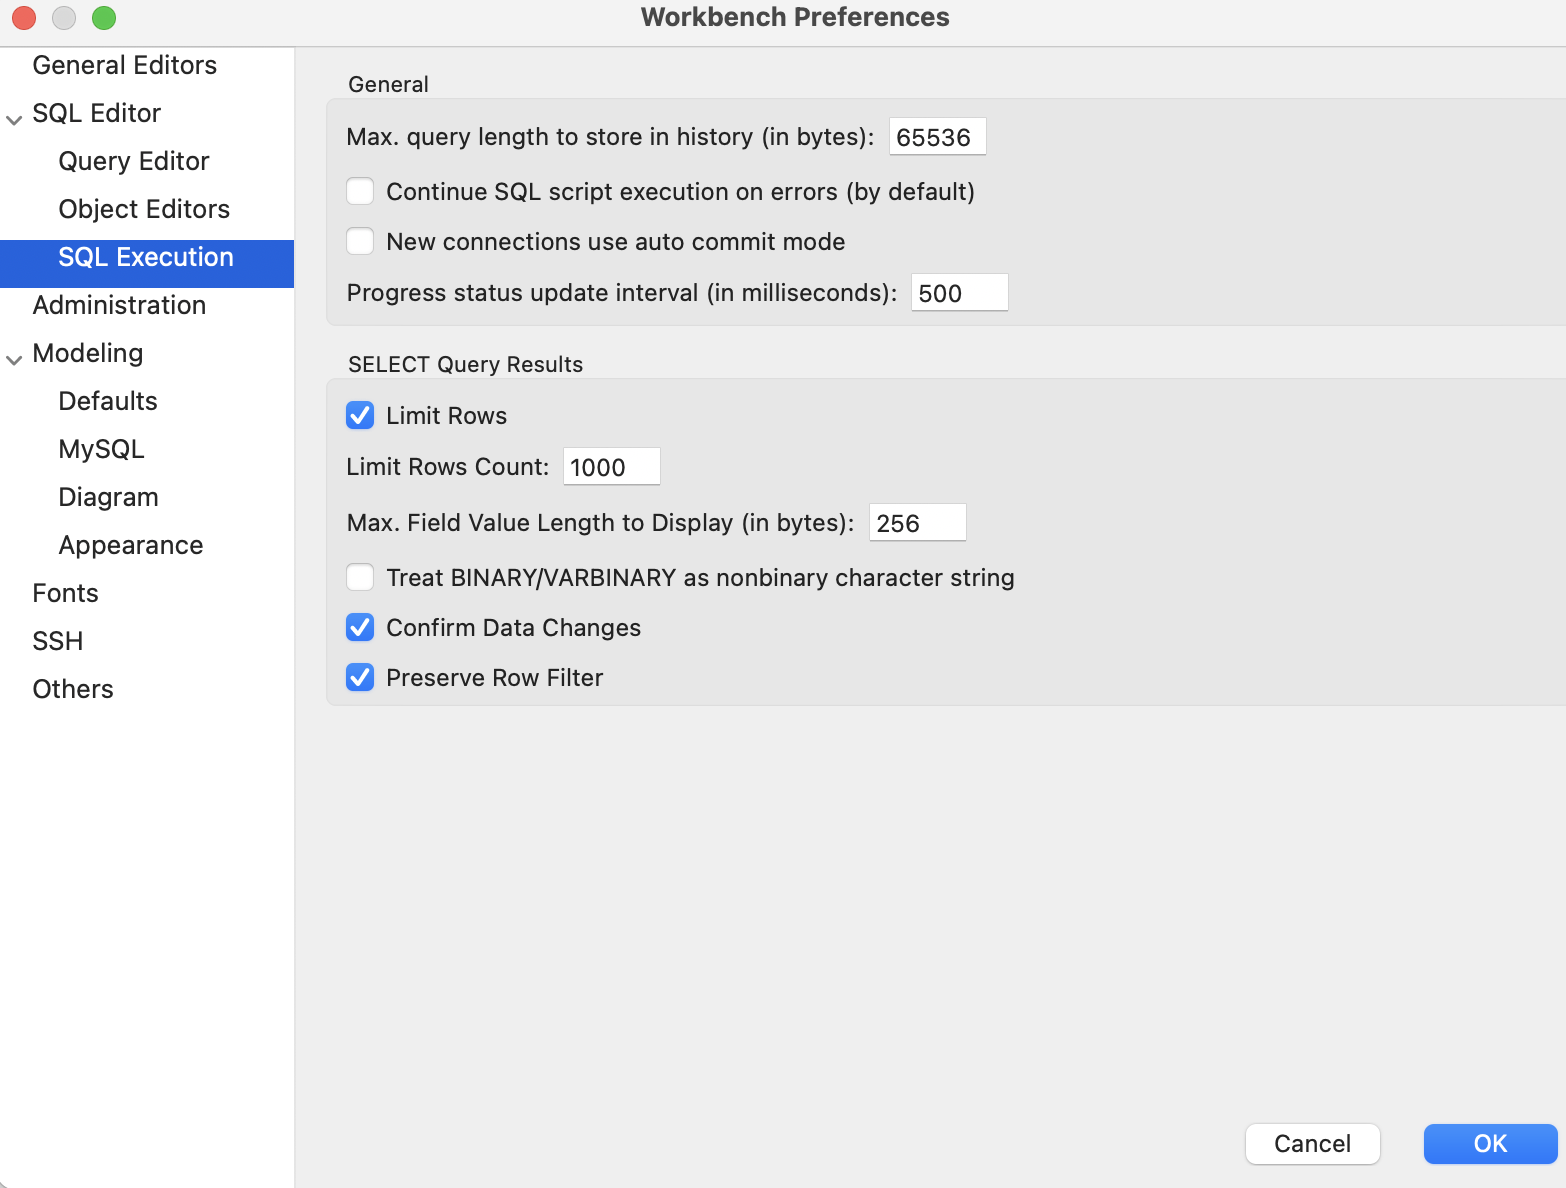 Workbench Preferences
General Editors
SQL Editor
Query Editor
Object Editors
SQL Execution
Administration
Modeling
Defaults
MySQL
Diagram
Appearance
Fonts
SSH
Others
General
Max. query length to store in history (in bytes): 65536
Continue SQL script execution on errors (by default)
New connections use auto commit mode
Progress status update interval (in milliseconds): 500
SELECT Query Results
Limit Rows
Limit Rows Count: 1000
Max. Field Value Length to Display (in bytes): 256
Treat BINARY/VARBINARY as nonbinary character string
Confirm Data Changes
Preserve Row Filter
Cancel OK